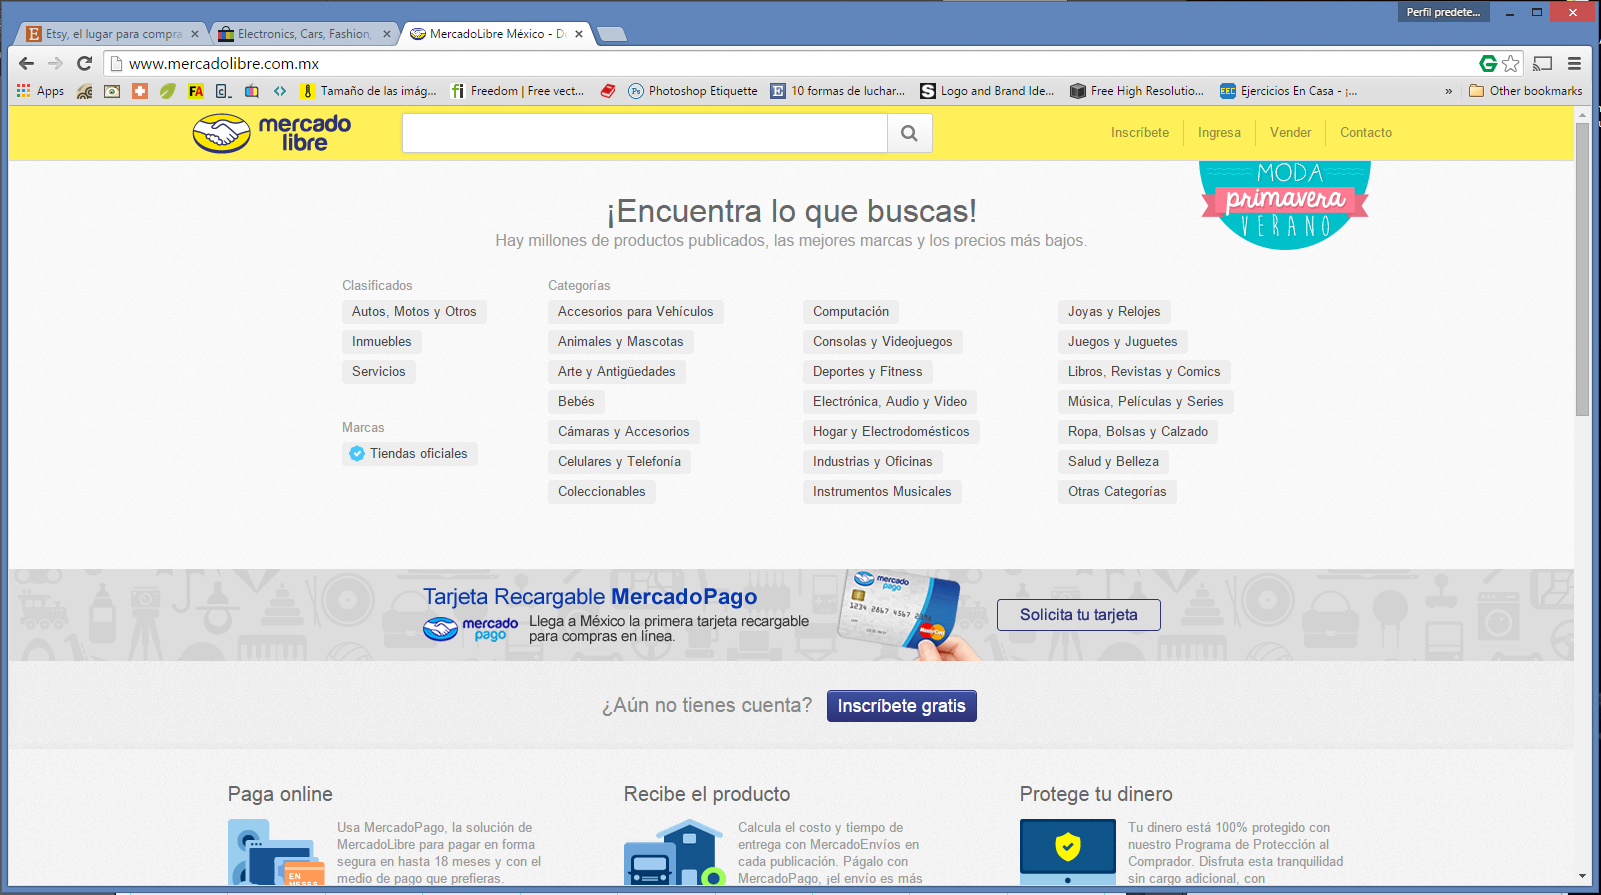 Perfil predete...
Etsy, el lugar para compra
Electronics, Cars, Fashion,
MercadoLibre México - Do
www.mercadolibre.com.mx
Apps
FA
Tamaño de las imág...
fi
Freedom | Free vect...
Ps
Photoshop Etiquette
E
10 formas de luchar...
S
Logo and Brand Ide...
Free High Resolutio...
EEC
Ejercicios En Casa - ¡...
»
Other bookmarks
mercado
libre
Inscríbete
Ingresa
Vender
Contacto
MODA
primavera
VERANO
¡Encuentra lo que buscas!
Hay millones de productos publicados, las mejores marcas y los precios más bajos.
Clasificados
Autos, Motos y Otros
Inmuebles
Servicios
Marcas
Tiendas oficiales
Categorías
Accesorios para Vehículos
Animales y Mascotas
Arte y Antigüedades
Bebés
Cámaras y Accesorios
Celulares y Telefonía
Coleccionables
Computación
Consolas y Videojuegos
Deportes y Fitness
Electrónica, Audio y Video
Hogar y Electrodomésticos
Industrias y Oficinas
Instrumentos Musicales
Joyas y Relojes
Juegos y Juguetes
Libros, Revistas y Comics
Música, Películas y Series
Ropa, Bolsas y Calzado
Salud y Belleza
Otras Categorías
Tarjeta Recargable MercadoPago
mercado
pago
Llega a México la primera tarjeta recargable
para compras en línea.
mercado
pago
MasterCard
Solicita tu tarjeta
¿Aún no tienes cuenta?
Inscríbete gratis
Paga online
EN
MESES
Usa MercadoPago, la solución de
MercadoLibre para pagar en forma
segura en hasta 18 meses y con el
medio de pago que prefieras.
Recibe el producto
Calcula el costo y tiempo de
entrega con MercadoEnvíos en
cada publicación. Págalo con
MercadoPago, ¡el envío es más
Protege tu dinero
Tu dinero está 100% protegido con
nuestro Programa de Protección al
Comprador. Disfruta esta tranquilidad
sin cargo adicional, con